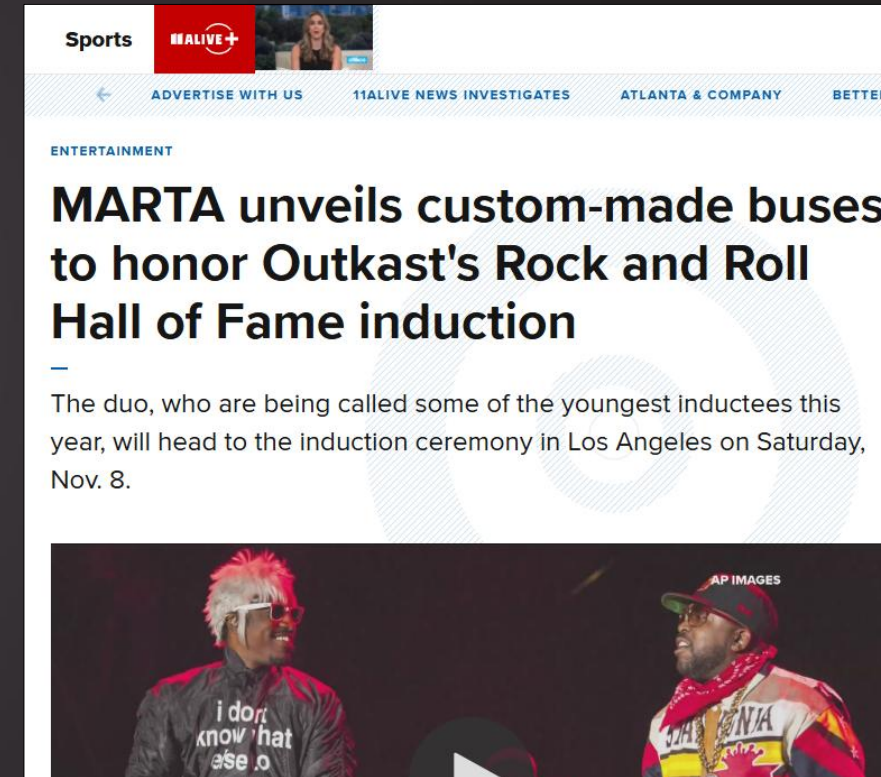 Sports
11ALIVE+
ADVERTISE WITH US
11ALIVE NEWS INVESTIGATES
ATLANTA & COMPANY
BETTE
ENTERTAINMENT
MARTA unveils custom-made buses
to honor Outkast's Rock and Roll
Hall of Fame induction
The duo, who are being called some of the youngest inductees this
year, will head to the induction ceremony in Los Angeles on Saturday,
Nov. 8.
AP IMAGES
i don't
know what
else to